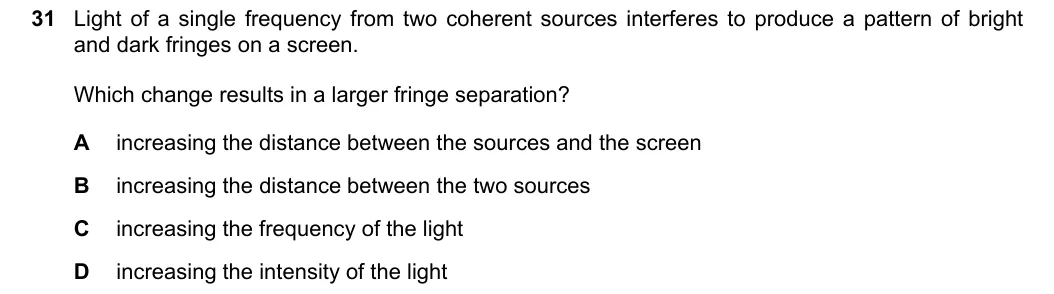 31 Light of a single frequency from two coherent sources interferes to produce a pattern of bright
and dark fringes on a screen.
Which change results in a larger fringe separation?
A increasing the distance between the sources and the screen
B increasing the distance between the two sources
C increasing the frequency of the light
D increasing the intensity of the light